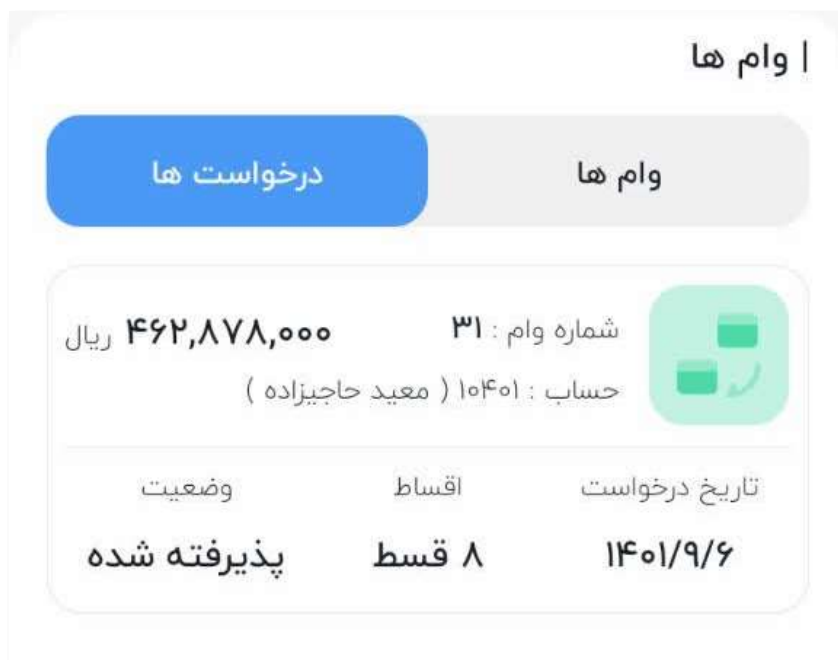 | وام ها
وام ها
درخواست ها
شماره وام : ۳۱
۴۶۲,۸۷۸,۰۰۰ ریال
حساب : ۱۰۴۰۱ ( معید حاجیزاده )
تاریخ درخواست اقساط وضعیت
۱۴۰۱/۹/۶ ۸ قسط پذیرفته شده